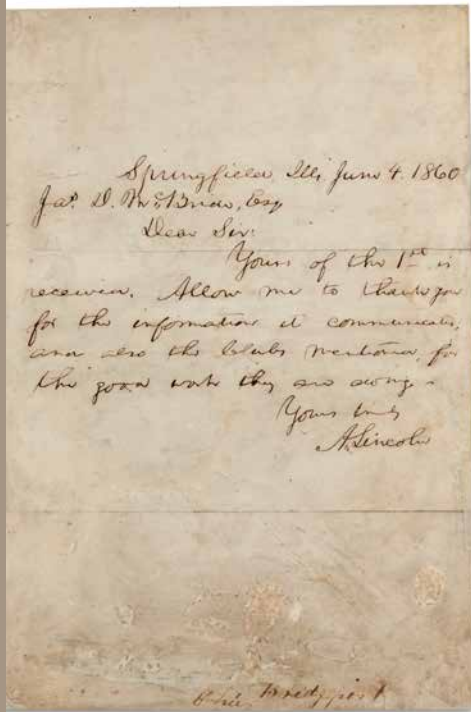 Springfield, Ills, June 4. 1860
Jas. D. McBride, Esq
Dear Sir:
Yours of the 1st is
received. Allow me to thank you
for the information it communicates,
and also the Clubs mentioned, for
the good work they are doing.
Yours truly
A. Lincoln
Bridgeport